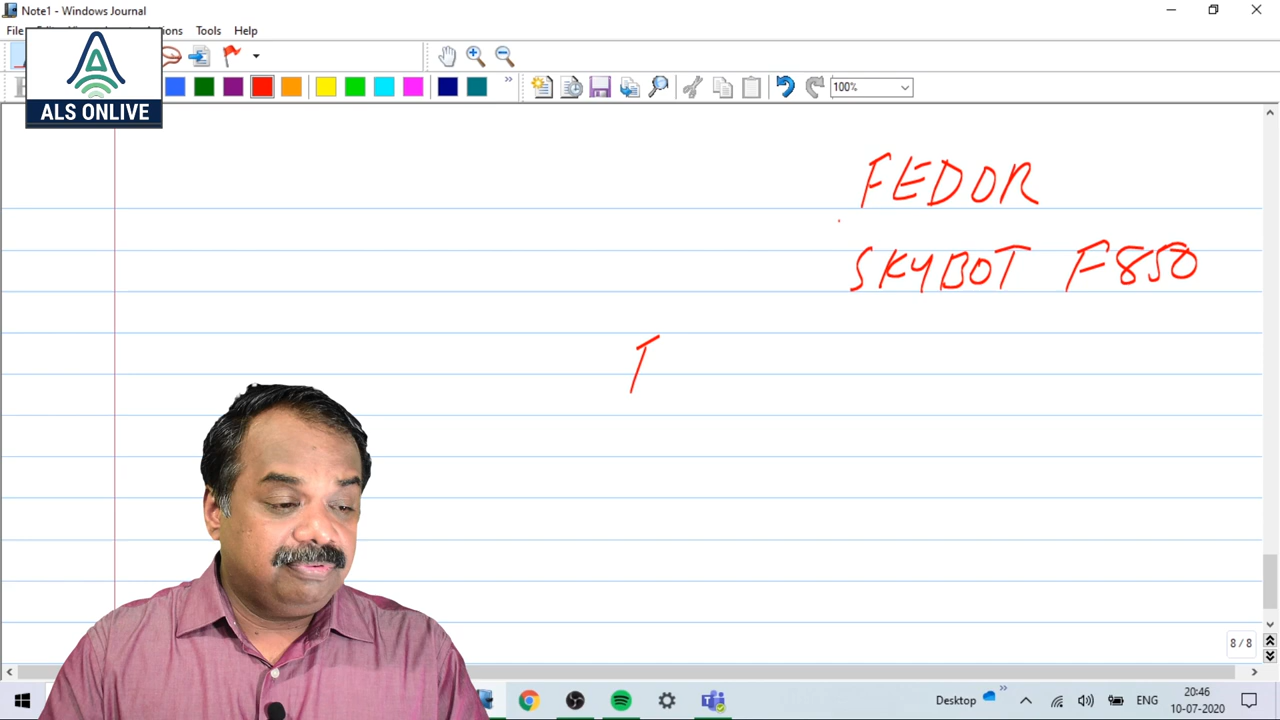 Note1 - Windows Journal
File
Actions Tools Help
ALS ONLIVE
100%
FEDOR
SKYBOT F850
T
8 / 8
Desktop
ENG
20:46
10-07-2020